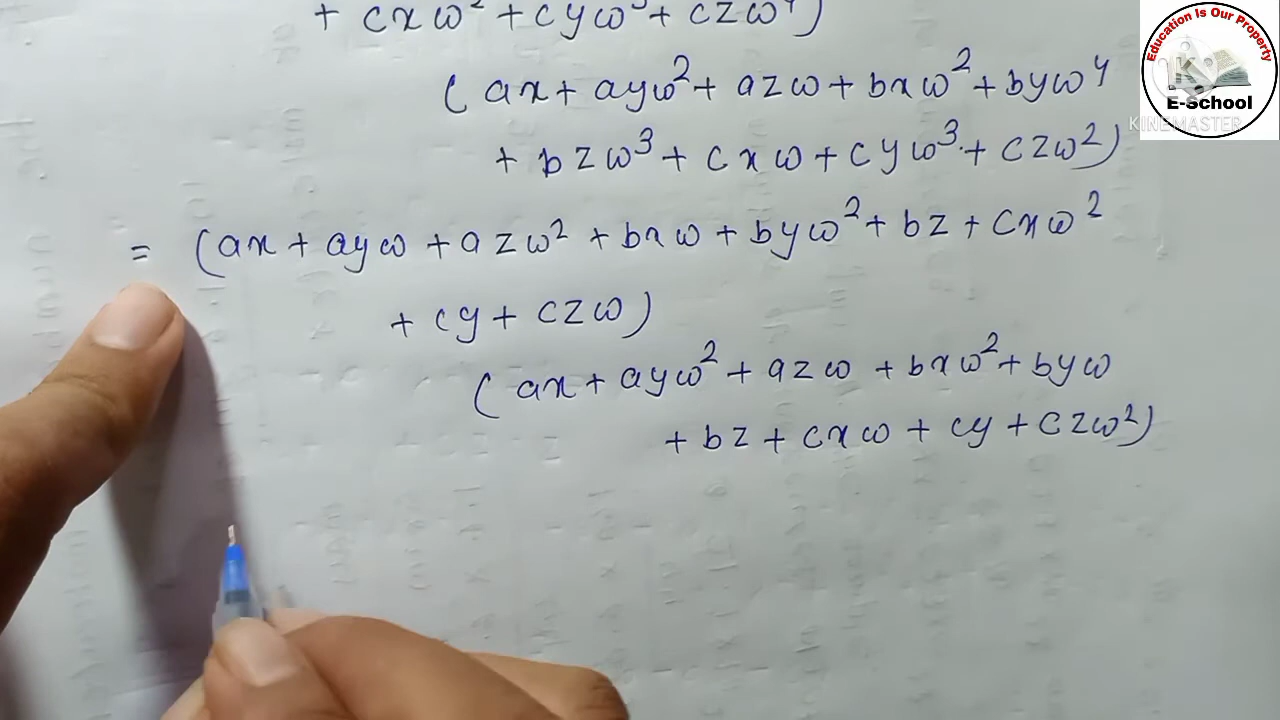 + cxω² + cyω³ + czω⁴)
(ax + ayω² + azω + bxω² + byω⁴
+ bzω³ + cxω + cyω³ + czω²)
= (ax + ayω + azω² + bxω + byω² + bz + cxω²
+ cy + czω)
(ax + ayω² + azω + bxω² + byω
+ bz + cxω + cy + czω²)
Education Is Our Property
E-School
KINEMASTER